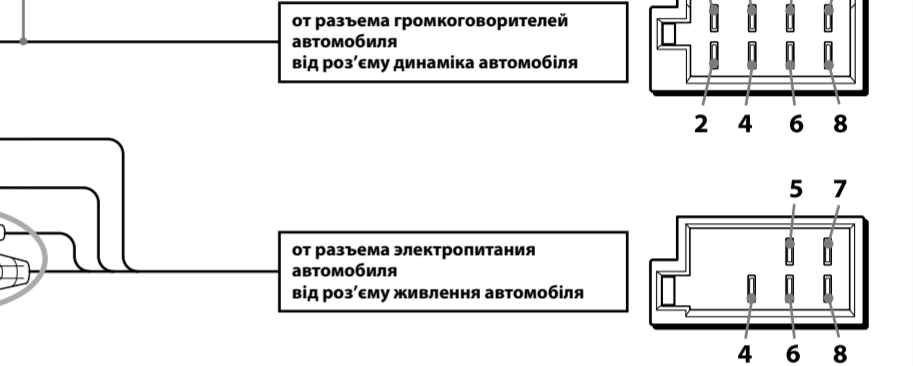 от разъема громкоговорителей
автомобиля
від роз’єму динаміка автомобіля
2 4 6 8
5 7
от разъема электропитания
автомобиля
від роз’єму живлення автомобіля
4 6 8